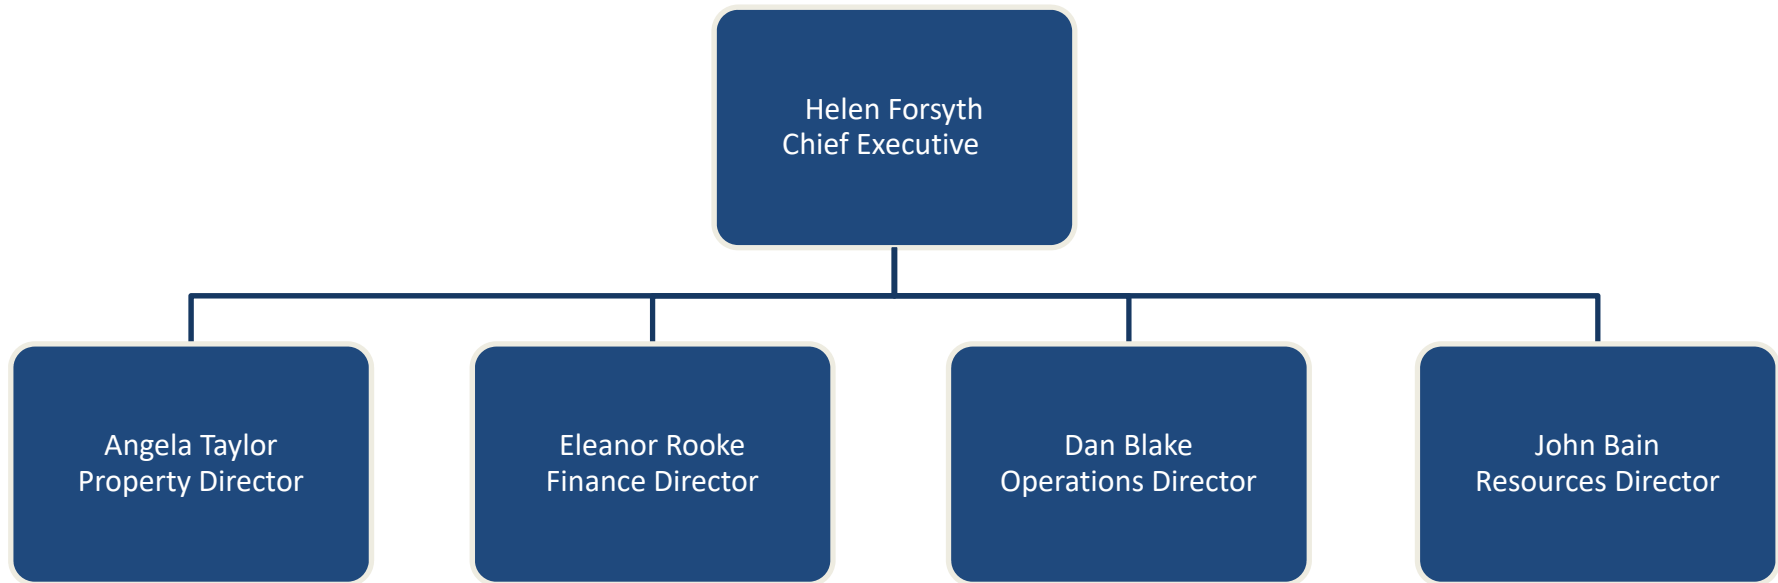 Helen Forsyth
Chief Executive
Angela Taylor
Property Director
Eleanor Rooke
Finance Director
Dan Blake
Operations Director
John Bain
Resources Director